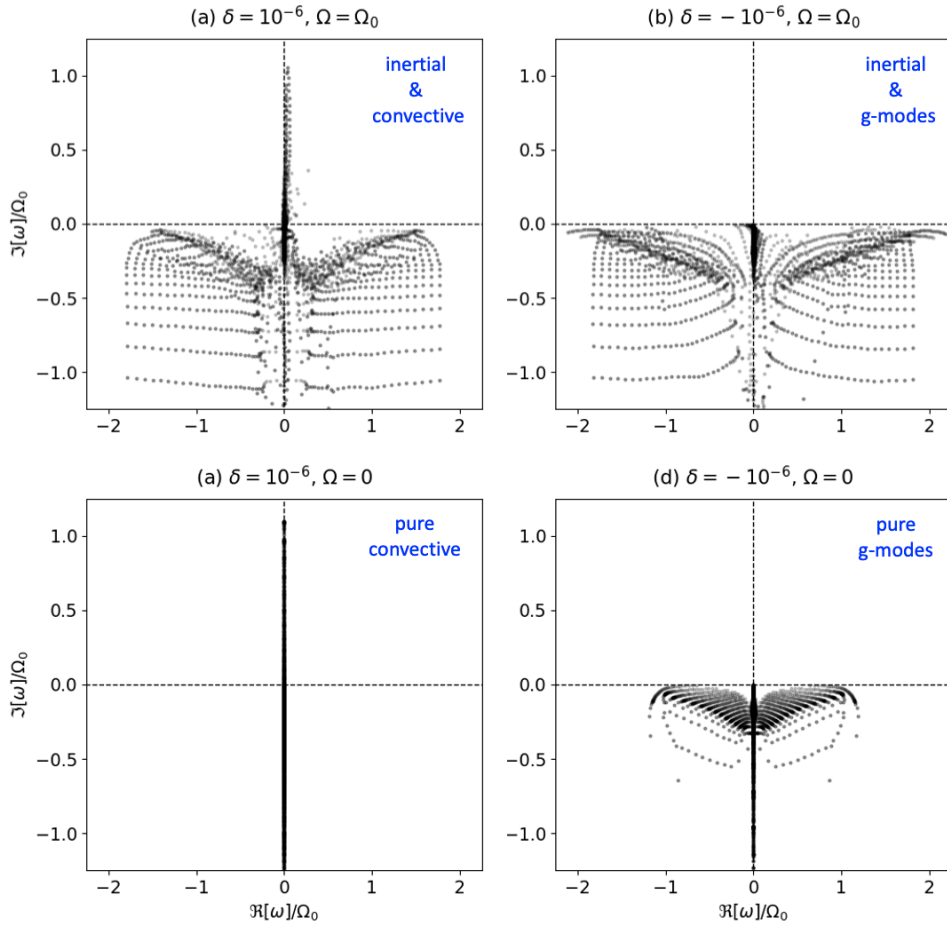 (a) δ = 10⁻⁶, Ω = Ω₀
(b) δ = − 10⁻⁶, Ω = Ω₀
inertial
&
convective
inertial
&
g-modes
ℑ[ω]/Ω₀
1.0
0.5
0.0
−0.5
−1.0
1.0
0.5
0.0
−0.5
−1.0
−2 −1 0 1 2
−2 −1 0 1 2
(a) δ = 10⁻⁶, Ω = 0
(d) δ = − 10⁻⁶, Ω = 0
pure
convective
pure
g-modes
ℑ[ω]/Ω₀
1.0
0.5
0.0
−0.5
−1.0
1.0
0.5
0.0
−0.5
−1.0
−2 −1 0 1 2
−2 −1 0 1 2
ℜ[ω]/Ω₀
ℜ[ω]/Ω₀